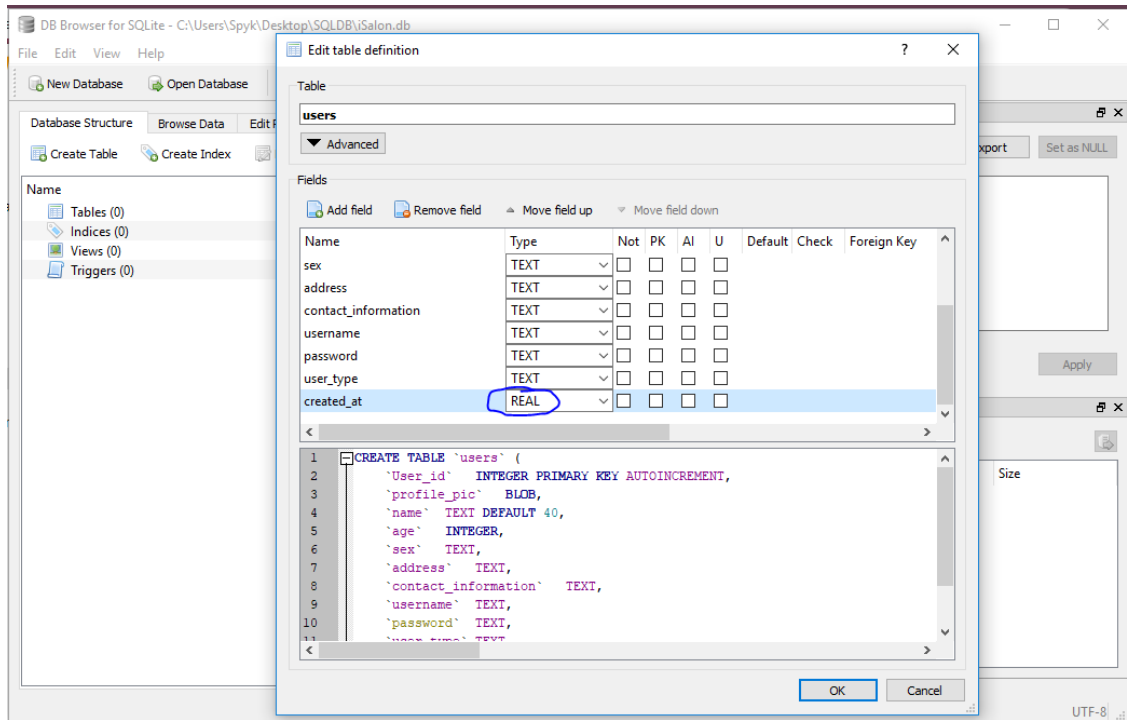 DB Browser for SQLite - C:\Users\Spyk\Desktop\SQLDB\iSalon.db
File Edit View Help
New Database Open Database
Database Structure Browse Data Edit
Create Table Create Index
Name
Tables (0)
Indices (0)
Views (0)
Triggers (0)
Edit table definition ? 
Table
users
Advanced
Fields
Add field Remove field Move field up Move field down
Name Type Not PK AI U Default Check Foreign Key
sex TEXT
address TEXT
contact_information TEXT
username TEXT
password TEXT
user_type TEXT
created_at REAL
1 CREATE TABLE `users` (
2 `User_id` INTEGER PRIMARY KEY AUTOINCREMENT,
3 `profile_pic` BLOB,
4 `name` TEXT DEFAULT 40,
5 `age` INTEGER,
6 `sex` TEXT,
7 `address` TEXT,
8 `contact_information` TEXT,
9 `username` TEXT,
10 `password` TEXT,
11 `user_type` TEXT
OK Cancel
xport Set as NULL
Apply
Size
UTF-8